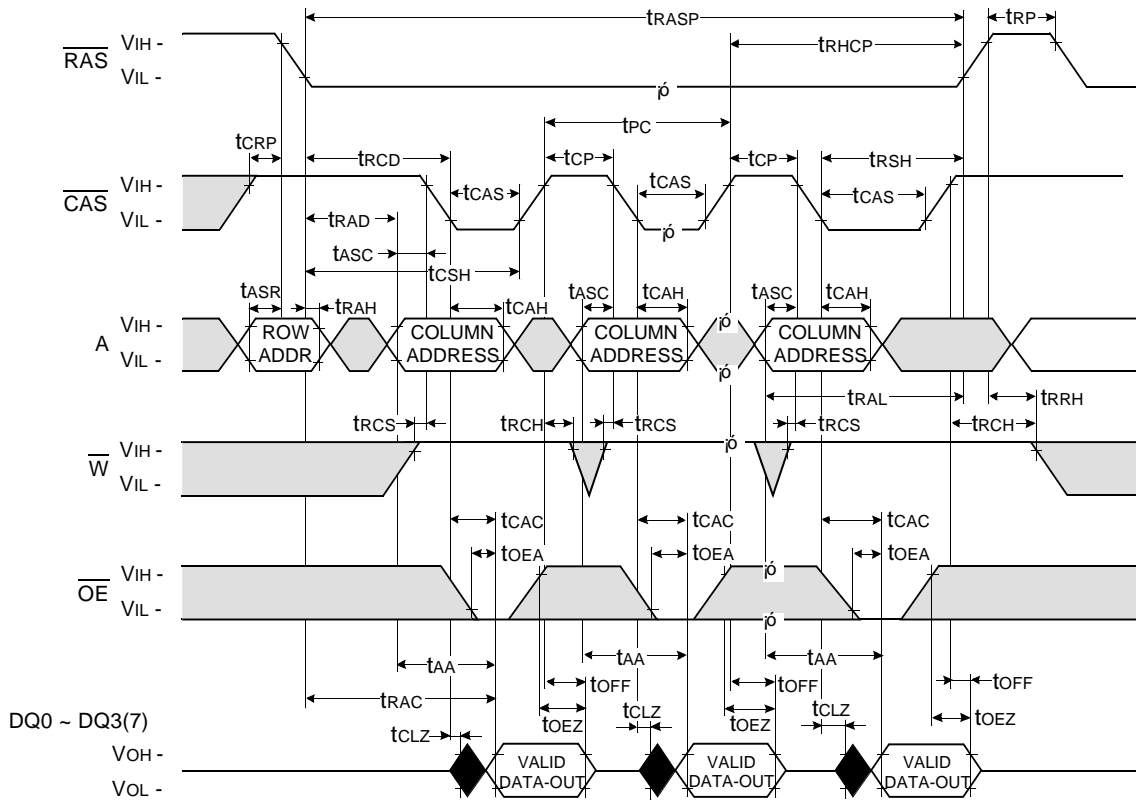 tRASP tRP
RAS VIH - tRHCP
VIL -
¡ó
tPC
tCRP tRCD tCP tCP tRSH
CAS VIH - tCAS tCAS tCAS
VIL - ¡ó
tRAD
tASC tCSH
tASR tRAH tCAH tASC tCAH tASC tCAH
A VIH - ROW COLUMN COLUMN ¡ó COLUMN
VIL - ADDR. ADDRESS ADDRESS ADDRESS
¡ó
tRAL tRRH
tRCS tRCH tRCS tRCS tRCH
W VIH - ¡ó
VIL -
tCAC tCAC tCAC
tOEA tOEA tOEA
OE VIH - ¡ó
VIL - ¡ó
tAA tAA tAA
tOFF tOFF tOFF
tRAC
DQ0 ~ DQ3(7) tCLZ tOEZ tCLZ tOEZ tCLZ tOEZ
VOH - VALID VALID VALID
VOL - DATA-OUT DATA-OUT DATA-OUT